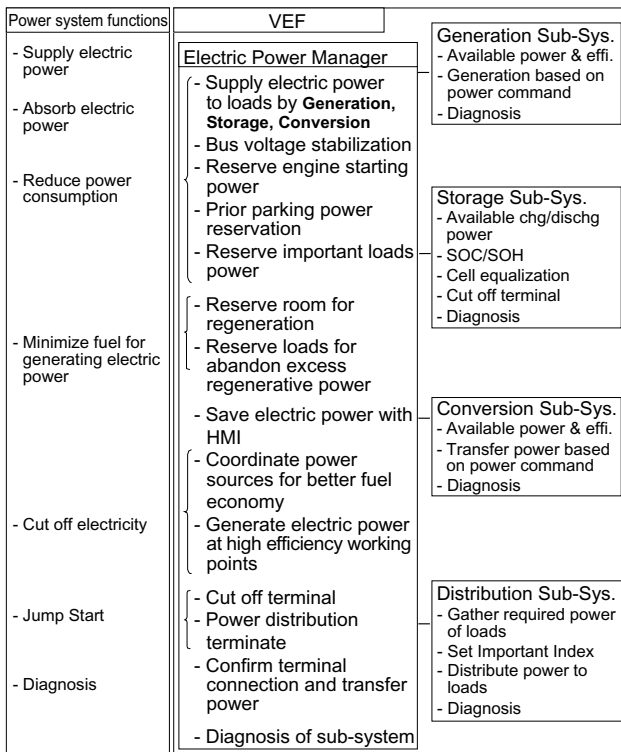 Power system functions
- Supply electric
power
- Absorb electric
power
- Reduce power
consumption
- Minimize fuel for
generating electric
power
- Cut off electricity
- Jump Start
- Diagnosis
VEF
Electric Power Manager
- Supply electric power
to loads by Generation,
Storage, Conversion
- Bus voltage stabilization
- Reserve engine starting
power
- Prior parking power
reservation
- Reserve important loads
power
- Reserve room for
regeneration
- Reserve loads for
abandon excess
regenerative power
- Save electric power with
HMI
- Coordinate power
sources for better fuel
economy
- Generate electric power
at high efficiency working
points
- Cut off terminal
- Power distribution
terminate
- Confirm terminal
connection and transfer
power
- Diagnosis of sub-system
Generation Sub-Sys.
- Available power & effi.
- Generation based on
power command
- Diagnosis
Storage Sub-Sys.
- Available chg/dischg
power
- SOC/SOH
- Cell equalization
- Cut off terminal
- Diagnosis
Conversion Sub-Sys.
- Available power & effi.
- Transfer power based
on power command
- Diagnosis
Distribution Sub-Sys.
- Gather required power
of loads
- Set Important Index
- Distribute power to
loads
- Diagnosis